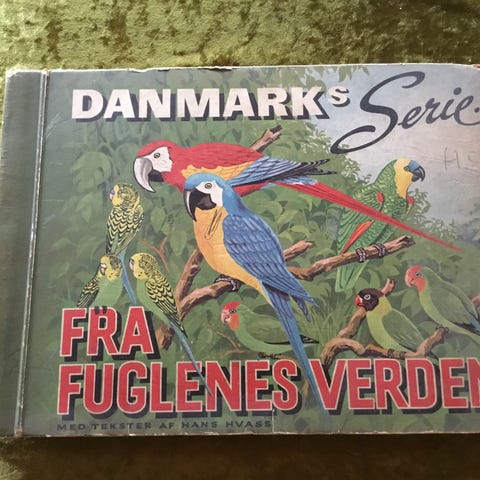 DANMARKS Serie.
FRA
FUGLENES VERDEN
MED TEKSTER AF HANS HVASS